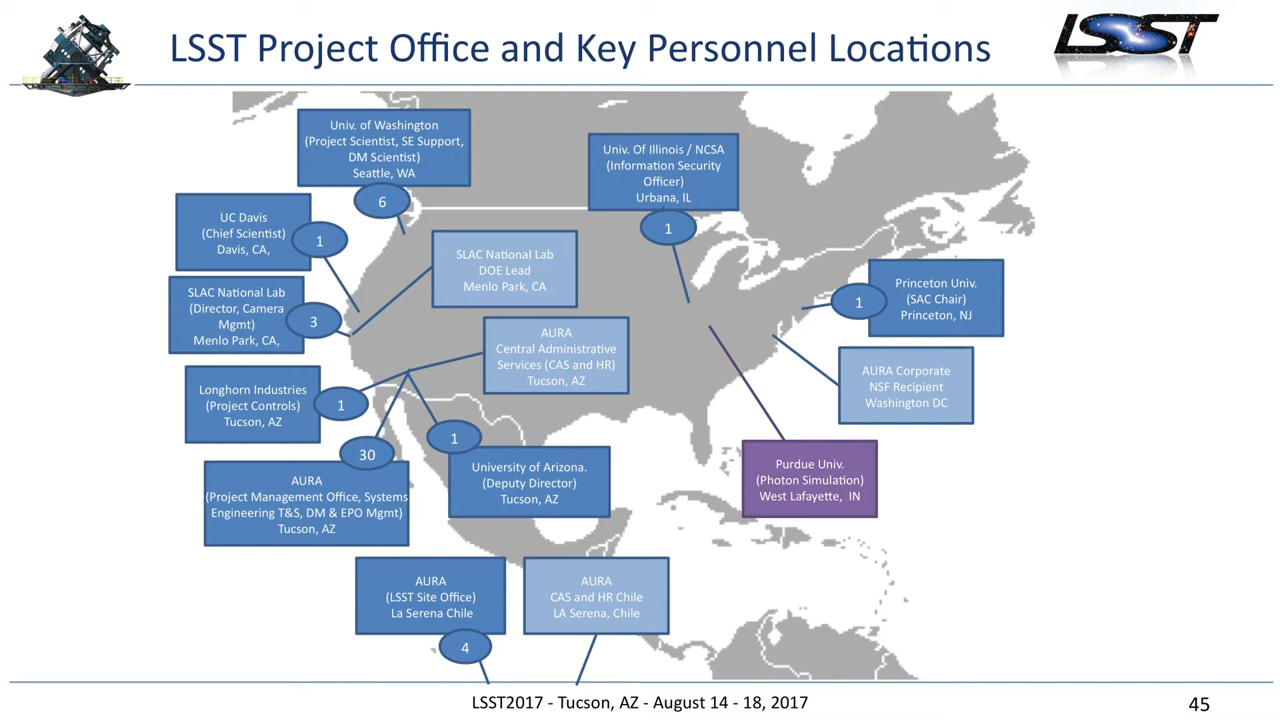 LSST Project Office and Key Personnel Locations
LSST
Univ. of Washington
(Project Scientist, SE Support,
DM Scientist)
Seattle, WA
6
Univ. Of Illinois / NCSA
(Information Security
Officer)
Urbana, IL
1
UC Davis
(Chief Scientist)
Davis, CA,
1
SLAC National Lab
DOE Lead
Menlo Park, CA
SLAC National Lab
(Director, Camera
Mgmt)
Menlo Park, CA,
3
Princeton Univ.
(SAC Chair)
Princeton, NJ
1
AURA
Central Administrative
Services (CAS and HR)
Tucson, AZ
AURA Corporate
NSF Recipient
Washington DC
Longhorn Industries
(Project Controls)
Tucson, AZ
1
30
AURA
(Project Management Office, Systems
Engineering T&S, DM & EPO Mgmt)
Tucson, AZ
1
University of Arizona.
(Deputy Director)
Tucson, AZ
Purdue Univ.
(Photon Simulation)
West Lafayette, IN
AURA
(LSST Site Office)
La Serena Chile
4
AURA
CAS and HR Chile
LA Serena, Chile
LSST2017 - Tucson, AZ - August 14 - 18, 2017
45